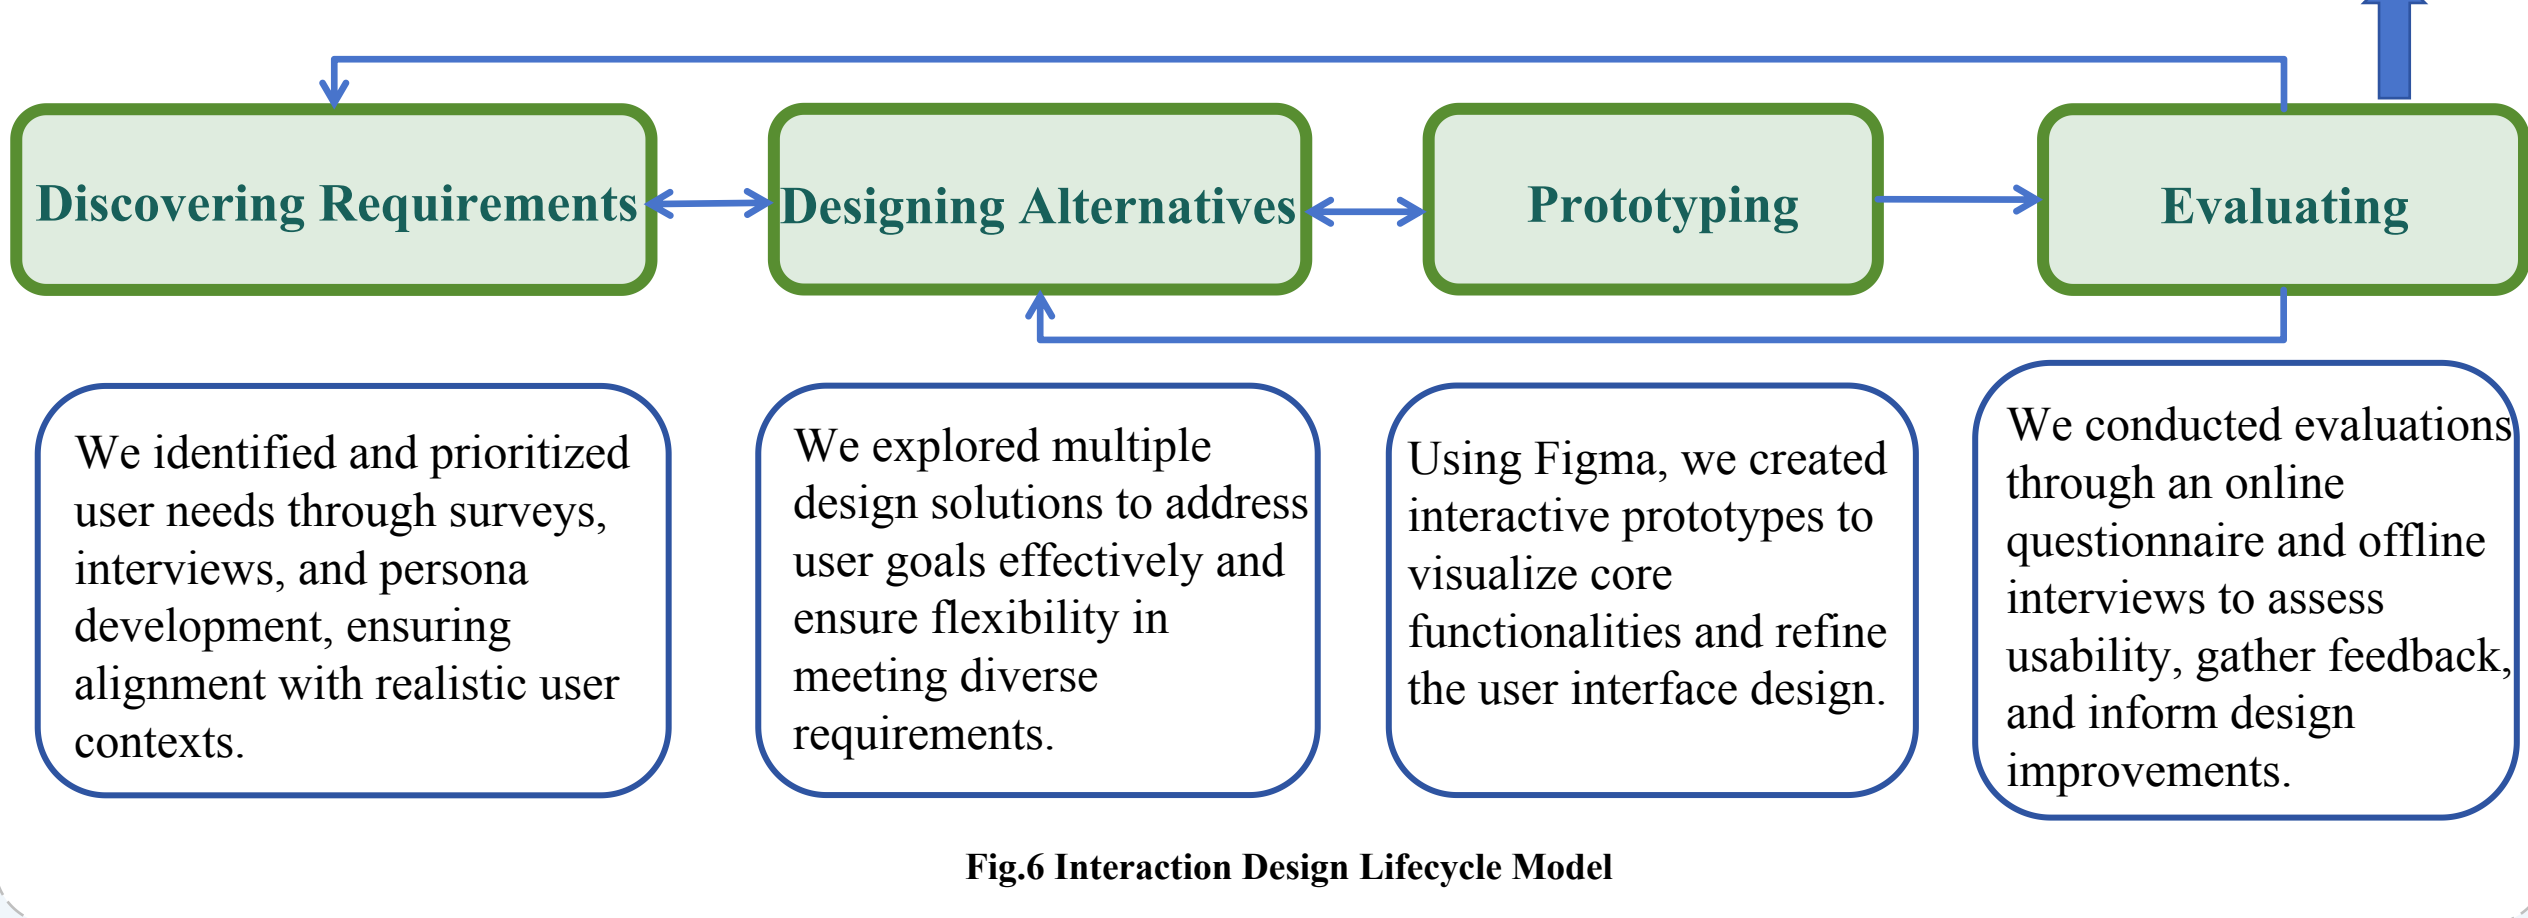 Discovering Requirements
Designing Alternatives
Prototyping
Evaluating
We identified and prioritized
user needs through surveys,
interviews, and persona
development, ensuring
alignment with realistic user
contexts.
We explored multiple
design solutions to address
user goals effectively and
ensure flexibility in
meeting diverse
requirements.
Using Figma, we created
interactive prototypes to
visualize core
functionalities and refine
the user interface design.
We conducted evaluations
through an online
questionnaire and offline
interviews to assess
usability, gather feedback,
and inform design
improvements.
Fig.6 Interaction Design Lifecycle Model